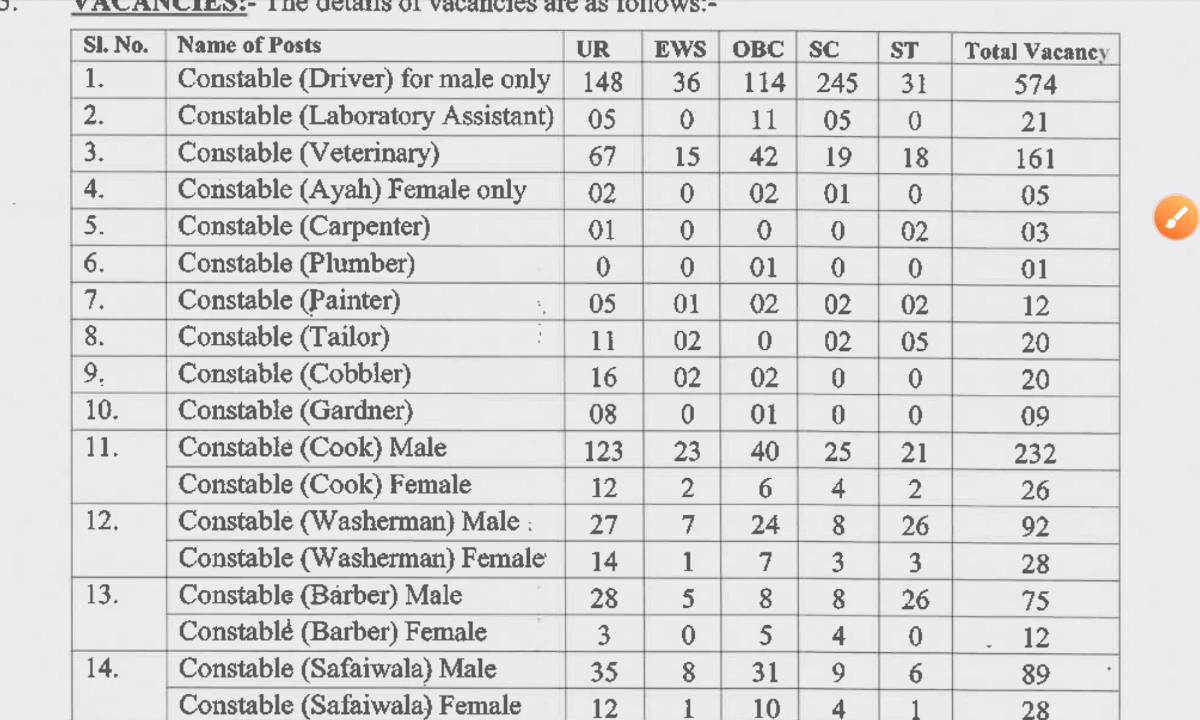 VACANCIES:- The details of vacancies are as follows:-
Sl. No. Name of Posts UR EWS OBC SC ST Total Vacancy
1. Constable (Driver) for male only 148 36 114 245 31 574
2. Constable (Laboratory Assistant) 05 0 11 05 0 21
3. Constable (Veterinary) 67 15 42 19 18 161
4. Constable (Ayah) Female only 02 0 02 01 0 05
5. Constable (Carpenter) 01 0 0 0 02 03
6. Constable (Plumber) 0 0 01 0 0 01
7. Constable (Painter) 05 01 02 02 02 12
8. Constable (Tailor) 11 02 0 02 05 20
9. Constable (Cobbler) 16 02 02 0 0 20
10. Constable (Gardner) 08 0 01 0 0 09
11. Constable (Cook) Male 123 23 40 25 21 232
Constable (Cook) Female 12 2 6 4 2 26
12. Constable (Washerman) Male 27 7 24 8 26 92
Constable (Washerman) Female 14 1 7 3 3 28
13. Constable (Barber) Male 28 5 8 8 26 75
Constable (Barber) Female 3 0 5 4 0 12
14. Constable (Safaiwala) Male 35 8 31 9 6 89
Constable (Safaiwala) Female 12 1 10 4 1 28